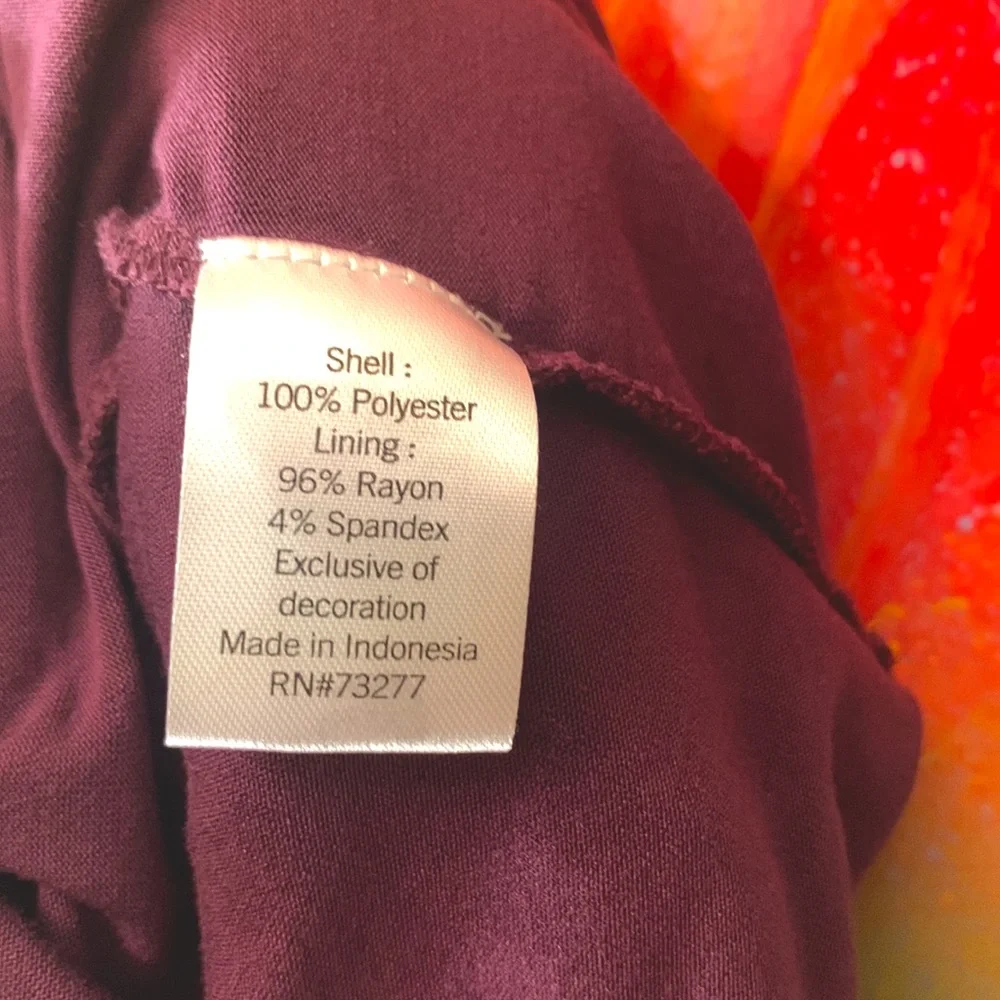 Shell :
100% Polyester
Lining :
96% Rayon
4% Spandex
Exclusive of
decoration
Made in Indonesia
RN#73277